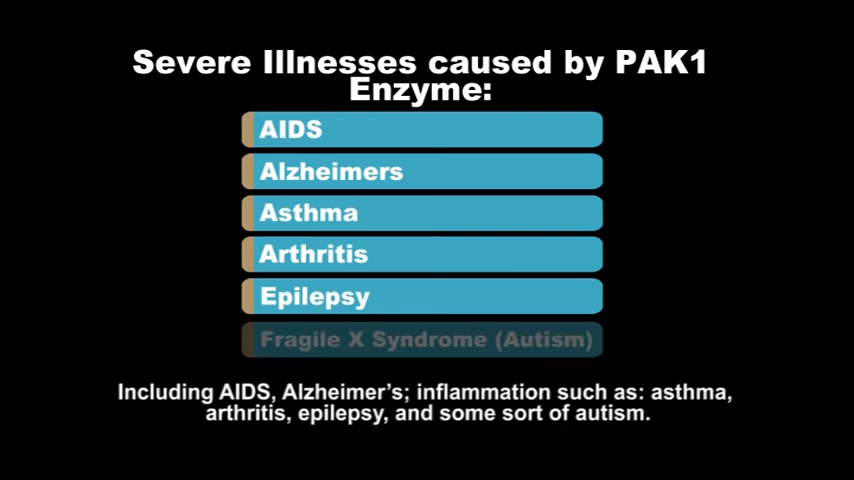 Severe Illnesses caused by PAK1
Enzyme:
AIDS
Alzheimers
Asthma
Arthritis
Epilepsy
Fragile X Syndrome (Autism)
Including AIDS, Alzheimer's; inflammation such as: asthma,
arthritis, epilepsy, and some sort of autism.